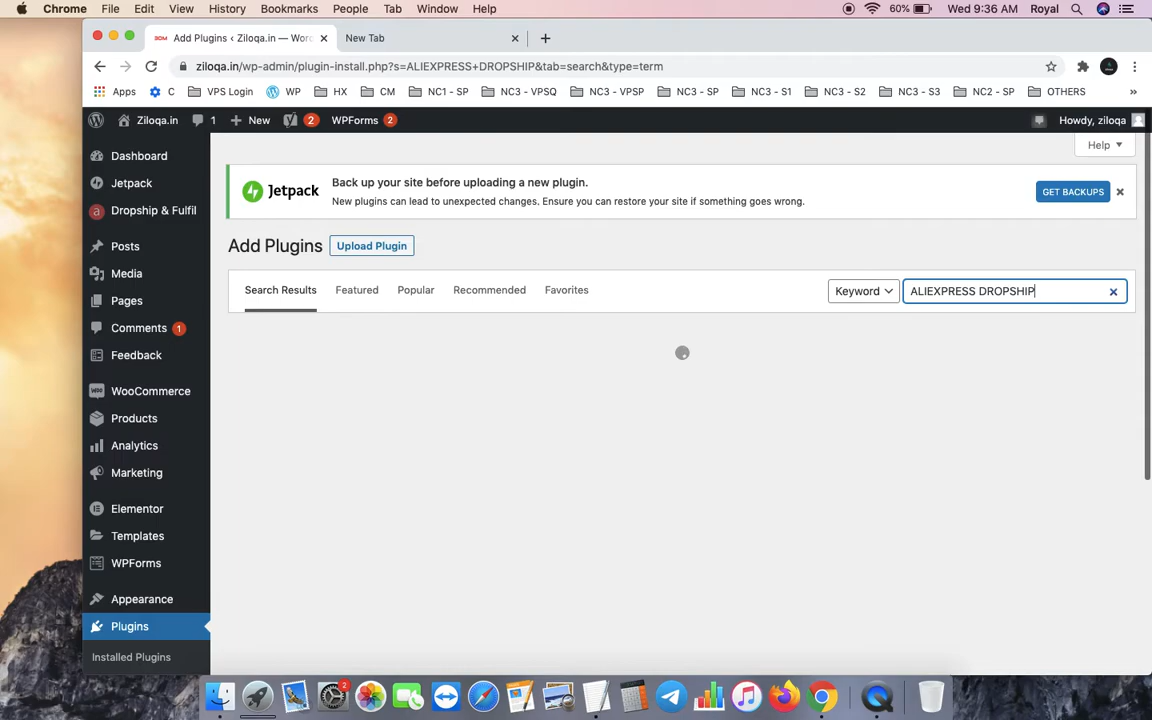 Chrome File Edit View History Bookmarks People Tab Window Help 60% Wed 9:36 AM Royal
Add Plugins ‹ Ziloqa.in — Wor New Tab
ziloqa.in/wp-admin/plugin-install.php?s=ALIEXPRESS+DROPSHIP&tab=search&type=term
Apps C VPS Login WP HX CM NC1 - SP NC3 - VPSQ NC3 - VPSP NC3 - SP NC3 - S1 NC3 - S2 NC3 - S3 NC2 - SP OTHERS »
Ziloqa.in 1 New 2 WPForms 2 Howdy, ziloqa
Help
Dashboard
Jetpack
Dropship & Fulfil
Posts
Media
Pages
Comments 1
Feedback
WooCommerce
Products
Analytics
Marketing
Elementor
Templates
WPForms
Appearance
Plugins
Installed Plugins
Jetpack
Back up your site before uploading a new plugin.
New plugins can lead to unexpected changes. Ensure you can restore your site if something goes wrong.
GET BACKUPS
Add Plugins Upload Plugin
Search Results Featured Popular Recommended Favorites Keyword ALIEXPRESS DROPSHIP
2